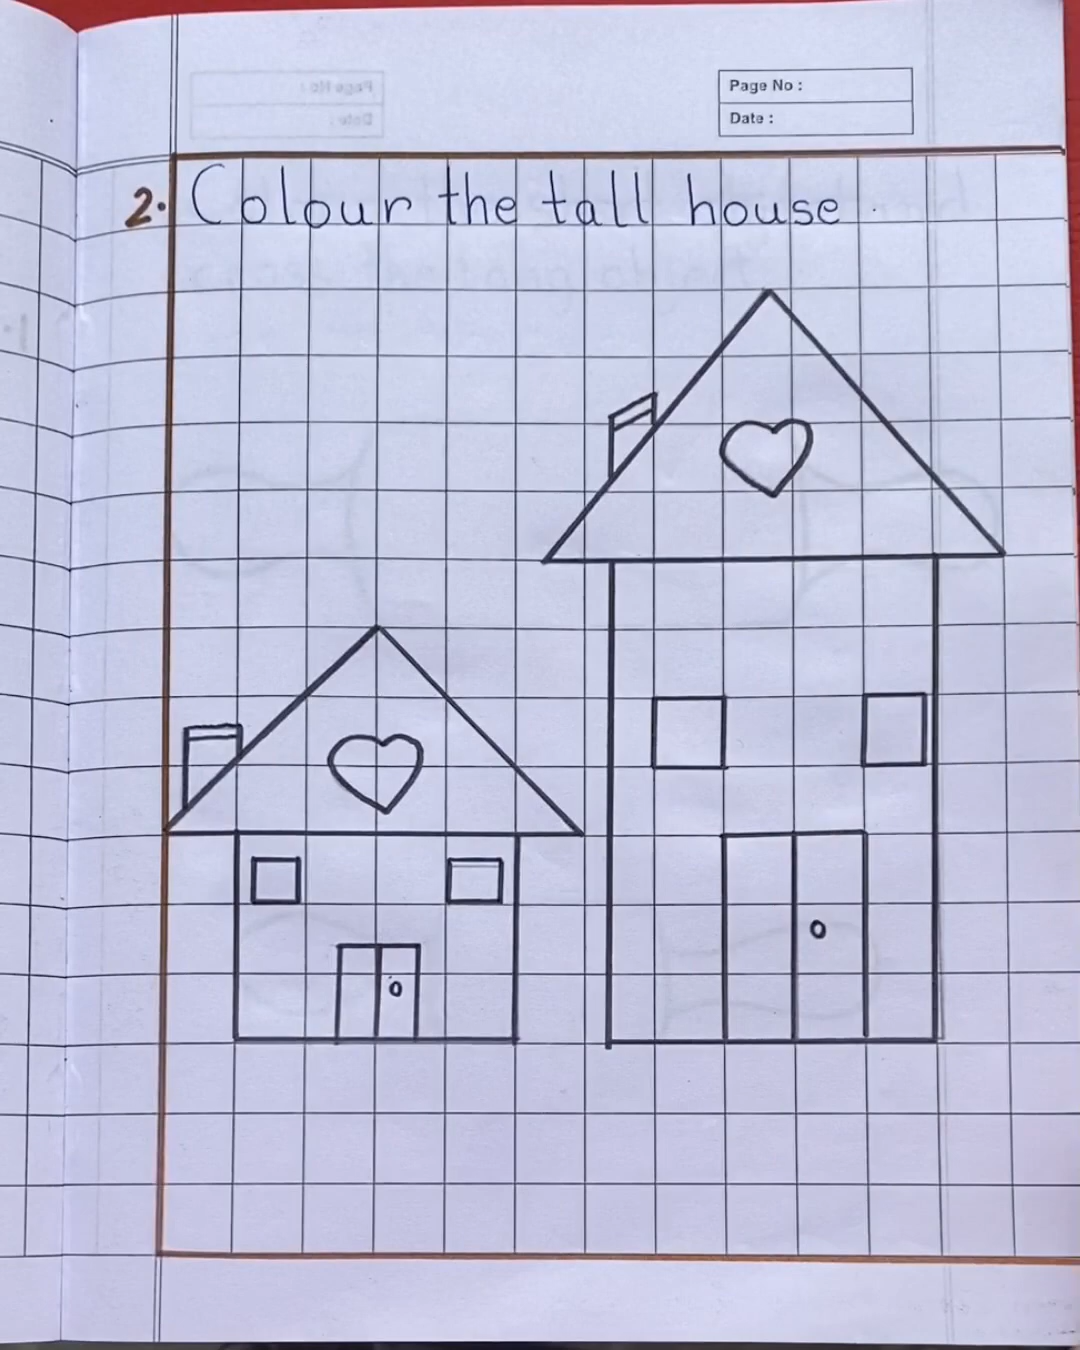 Page No :
Date :
2. Colour the tall house.